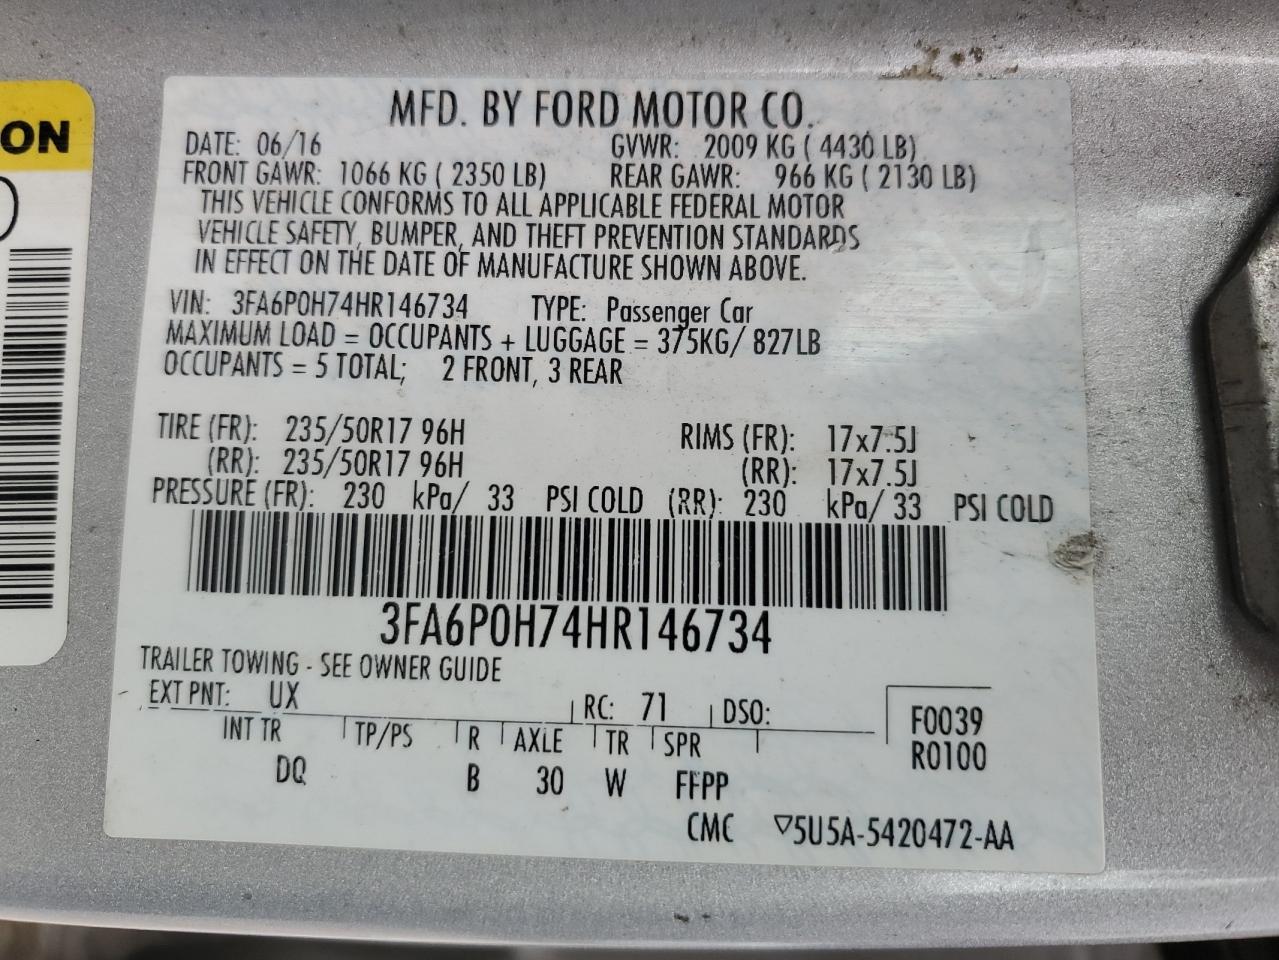 ON
MFD. BY FORD MOTOR CO.
DATE: 06/16 GVWR: 2009 KG ( 4430 LB)
FRONT GAWR: 1066 KG ( 2350 LB) REAR GAWR: 966 KG ( 2130 LB)
THIS VEHICLE CONFORMS TO ALL APPLICABLE FEDERAL MOTOR
VEHICLE SAFETY, BUMPER, AND THEFT PREVENTION STANDARDS
IN EFFECT ON THE DATE OF MANUFACTURE SHOWN ABOVE.
VIN: 3FA6P0H74HR146734 TYPE: Passenger Car
MAXIMUM LOAD = OCCUPANTS + LUGGAGE = 375KG/ 827LB
OCCUPANTS = 5 TOTAL; 2 FRONT, 3 REAR
TIRE (FR): 235/50R17 96H RIMS (FR): 17x7.5J
(RR): 235/50R17 96H (RR): 17x7.5J
PRESSURE (FR): 230 kPa/ 33 PSI COLD (RR): 230 kPa/ 33 PSI COLD
3FA6P0H74HR146734
TRAILER TOWING - SEE OWNER GUIDE
EXT PNT: UX RC: 71 DSO:
F0039
INT TR TP/PS R AXLE TR SPR
R0100
DQ B 30 W FFPP
CMC ▽5U5A-5420472-AA